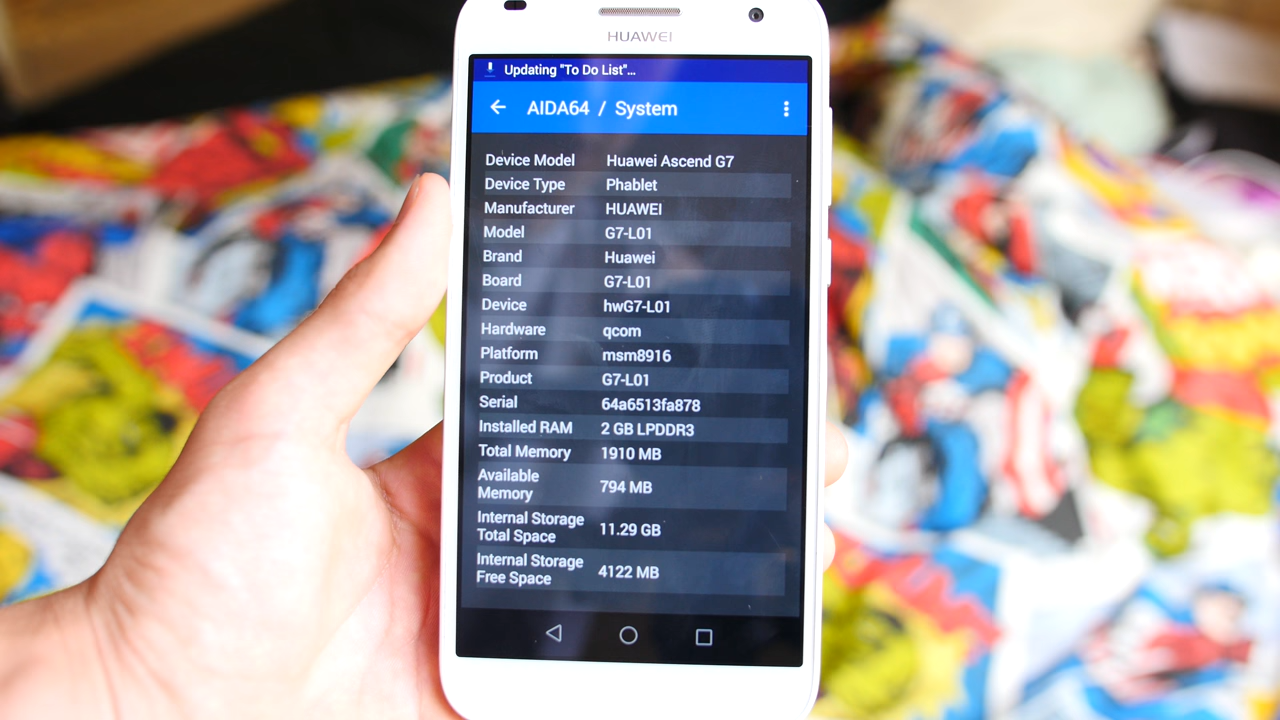 HUAWEI
Updating "To Do List"...
AIDA64 / System
Device Model Huawei Ascend G7
Device Type Phablet
Manufacturer HUAWEI
Model G7-L01
Brand Huawei
Board G7-L01
Device hwG7-L01
Hardware qcom
Platform msm8916
Product G7-L01
Serial 64a6513fa878
Installed RAM 2 GB LPDDR3
Total Memory 1910 MB
Available
Memory 794 MB
Internal Storage
Total Space 11.29 GB
Internal Storage
Free Space 4122 MB